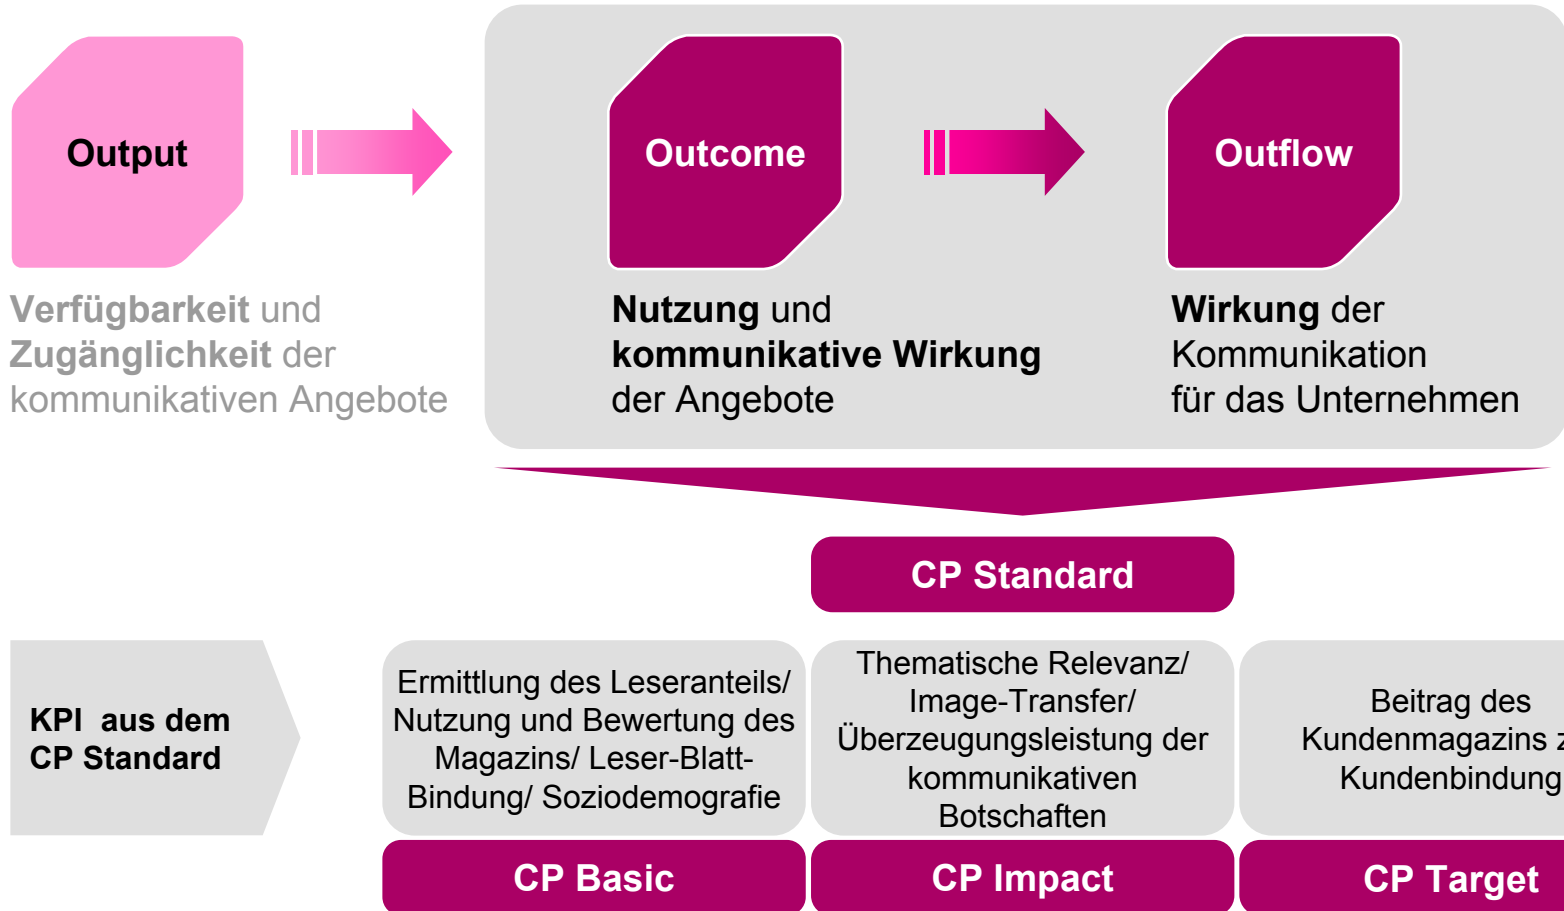 Output
Outcome
Outflow
Verfügbarkeit und
Zugänglichkeit der
kommunikativen Angebote
Nutzung und
kommunikative Wirkung
der Angebote
Wirkung der
Kommunikation
für das Unternehmen
CP Standard
KPI aus dem
CP Standard
Ermittlung des Leseranteils/
Nutzung und Bewertung des
Magazins/ Leser-Blatt-
Bindung/ Soziodemografie
Thematische Relevanz/
Image-Transfer/
Überzeugungsleistung der
kommunikativen
Botschaften
Beitrag des
Kundenmagazins
Kundenbindung
CP Basic
CP Impact
CP Target